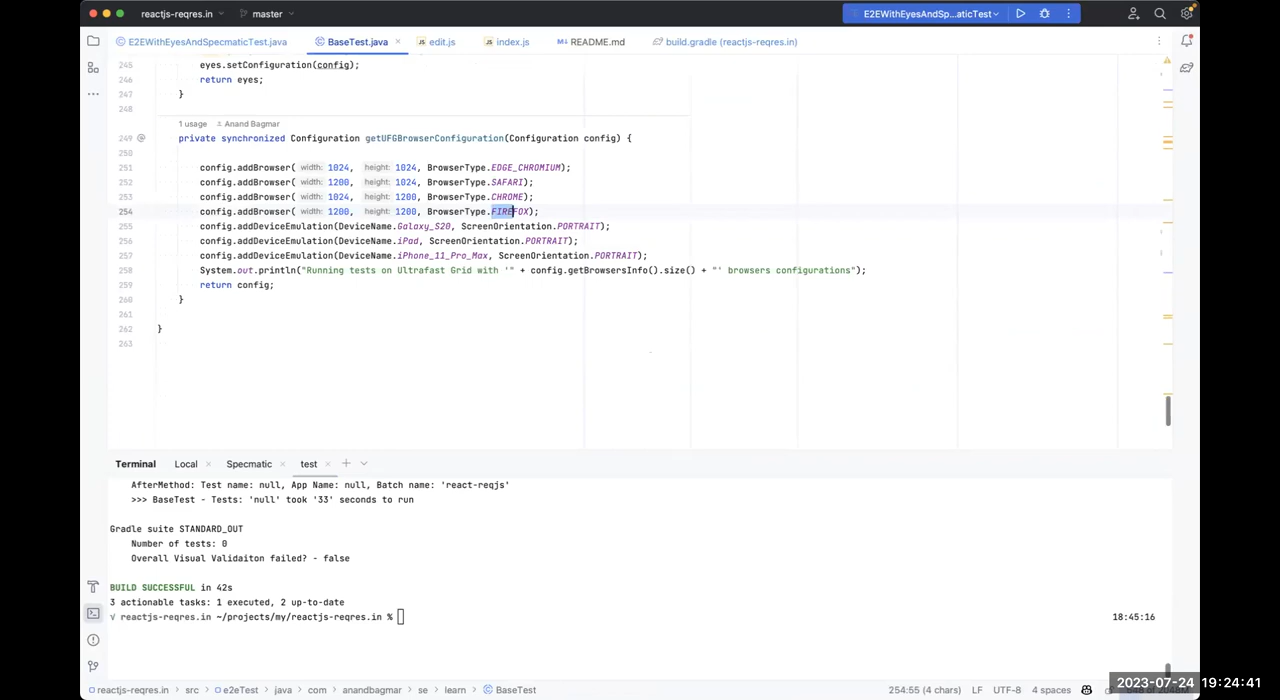 reactjs-reqres.in master E2EWithEyesAndSp...aticTest
E2EWithEyesAndSpecmaticTest.java BaseTest.java edit.js index.js README.md build.gradle (reactjs-reqres.in)
245 eyes.setConfiguration(config);
246 return eyes;
247 }
248
1 usage Anand Bagmar
249 private synchronized Configuration getUFGBrowserConfiguration(Configuration config) {
250
251 config.addBrowser( width: 1024, height: 1024, BrowserType.EDGE_CHROMIUM);
252 config.addBrowser( width: 1200, height: 1024, BrowserType.SAFARI);
253 config.addBrowser( width: 1024, height: 1200, BrowserType.CHROME);
254 config.addBrowser( width: 1200, height: 1200, BrowserType.FIREFOX);
255 config.addDeviceEmulation(DeviceName.Galaxy_S20, ScreenOrientation.PORTRAIT);
256 config.addDeviceEmulation(DeviceName.iPad, ScreenOrientation.PORTRAIT);
257 config.addDeviceEmulation(DeviceName.iPhone_11_Pro_Max, ScreenOrientation.PORTRAIT);
258 System.out.println("Running tests on Ultrafast Grid with '" + config.getBrowsersInfo().size() + "' browsers configurations");
259 return config;
260 }
261
262 }
263
Terminal Local Specmatic test
AfterMethod: Test name: null, App Name: null, Batch name: 'react-reqjs'
>>> BaseTest - Tests: 'null' took '33' seconds to run
Gradle suite STANDARD_OUT
Number of tests: 0
Overall Visual Validaiton failed? - false
BUILD SUCCESSFUL in 42s
3 actionable tasks: 1 executed, 2 up-to-date
√ reactjs-reqres.in ~/projects/my/reactjs-reqres.in % 18:45:16
reactjs-reqres.in > src > e2eTest > java > com > anandbagmar > se > learn > BaseTest 254:55 (4 chars) LF UTF-8 4 spaces
2023-07-24 19:24:41